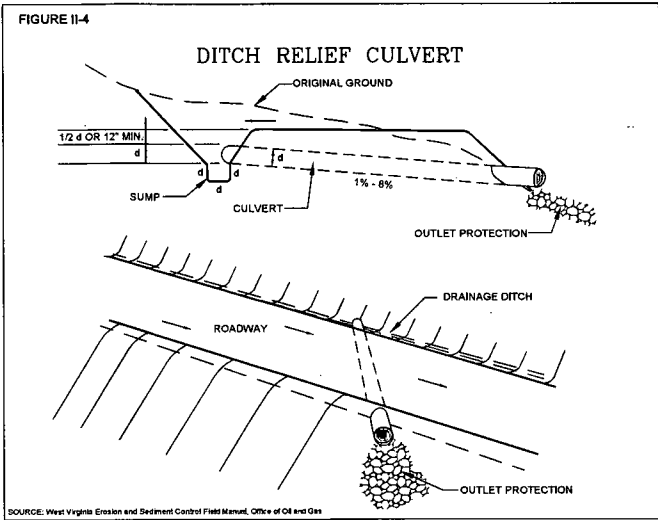 FIGURE II-4
DITCH RELIEF CULVERT
ORIGINAL GROUND
1/2 d OR 12" MIN.
d
d
d
d
d
SUMP
CULVERT
1% - 8%
OUTLET PROTECTION
DRAINAGE DITCH
ROADWAY
OUTLET PROTECTION
SOURCE: West Virginia Erosion and Sediment Control Field Manual, Office of Oil and Gas